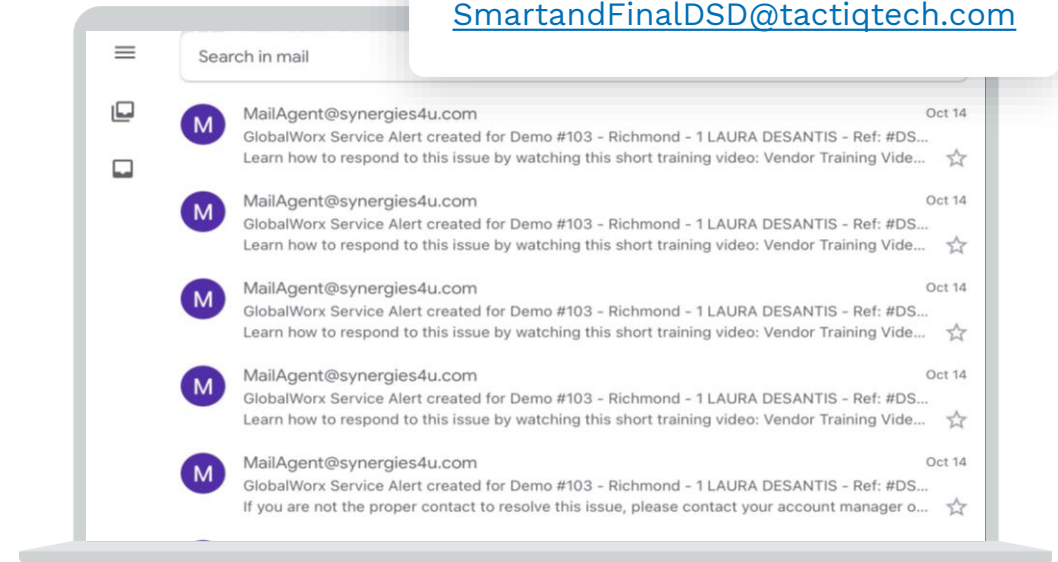 SmartandFinalDSD@tactiqtech.com
Search in mail
M
MailAgent@synergies4u.com
Oct 14
GlobalWorx Service Alert created for Demo #103 - Richmond - 1 LAURA DESANTIS - Ref: #DS...
Learn how to respond to this issue by watching this short training video: Vendor Training Vide...
M
MailAgent@synergies4u.com
Oct 14
GlobalWorx Service Alert created for Demo #103 - Richmond - 1 LAURA DESANTIS - Ref: #DS...
Learn how to respond to this issue by watching this short training video: Vendor Training Vide...
M
MailAgent@synergies4u.com
Oct 14
GlobalWorx Service Alert created for Demo #103 - Richmond - 1 LAURA DESANTIS - Ref: #DS...
Learn how to respond to this issue by watching this short training video: Vendor Training Vide...
M
MailAgent@synergies4u.com
Oct 14
GlobalWorx Service Alert created for Demo #103 - Richmond - 1 LAURA DESANTIS - Ref: #DS...
Learn how to respond to this issue by watching this short training video: Vendor Training Vide...
M
MailAgent@synergies4u.com
Oct 14
GlobalWorx Service Alert created for Demo #103 - Richmond - 1 LAURA DESANTIS - Ref: #DS...
If you are not the proper contact to resolve this issue, please contact your account manager o...